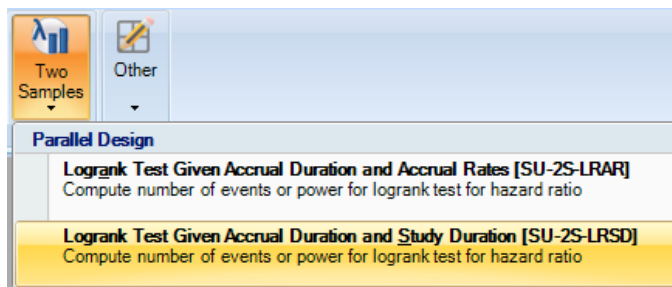 λ
Two
Samples
Other
Parallel Design
Logrank Test Given Accrual Duration and Accrual Rates [SU-2S-LRAR]
Compute number of events or power for logrank test for hazard ratio
Logrank Test Given Accrual Duration and Study Duration [SU-2S-LRSD]
Compute number of events or power for logrank test for hazard ratio